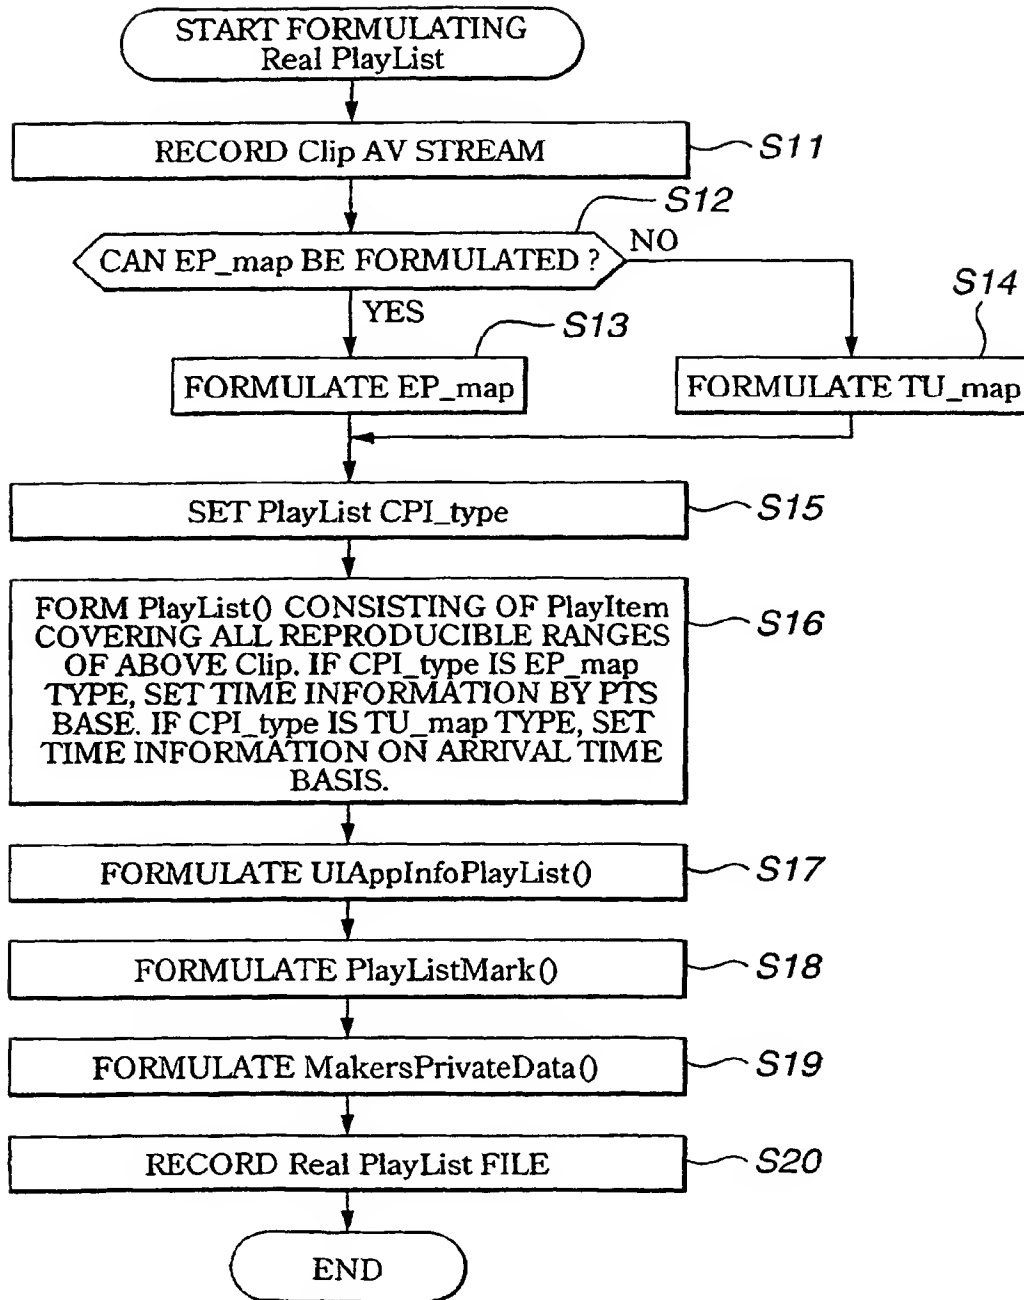 START FORMULATING
Real PlayList
RECORD Clip AV STREAM
S11
S12
CAN EP_map BE FORMULATED ?
NO
YES
S13
S14
FORMULATE EP_map
FORMULATE TU_map
SET PlayList CPI_type
S15
FORM PlayList() CONSISTING OF PlayItem
COVERING ALL REPRODUCIBLE RANGES
OF ABOVE Clip. IF CPI_type IS EP_map
TYPE, SET TIME INFORMATION BY PTS
BASE. IF CPI_type IS TU_map TYPE, SET
TIME INFORMATION ON ARRIVAL TIME
BASIS.
S16
FORMULATE UIAppInfoPlayList()
S17
FORMULATE PlayListMark()
S18
FORMULATE MakersPrivateData()
S19
RECORD Real PlayList FILE
S20
END